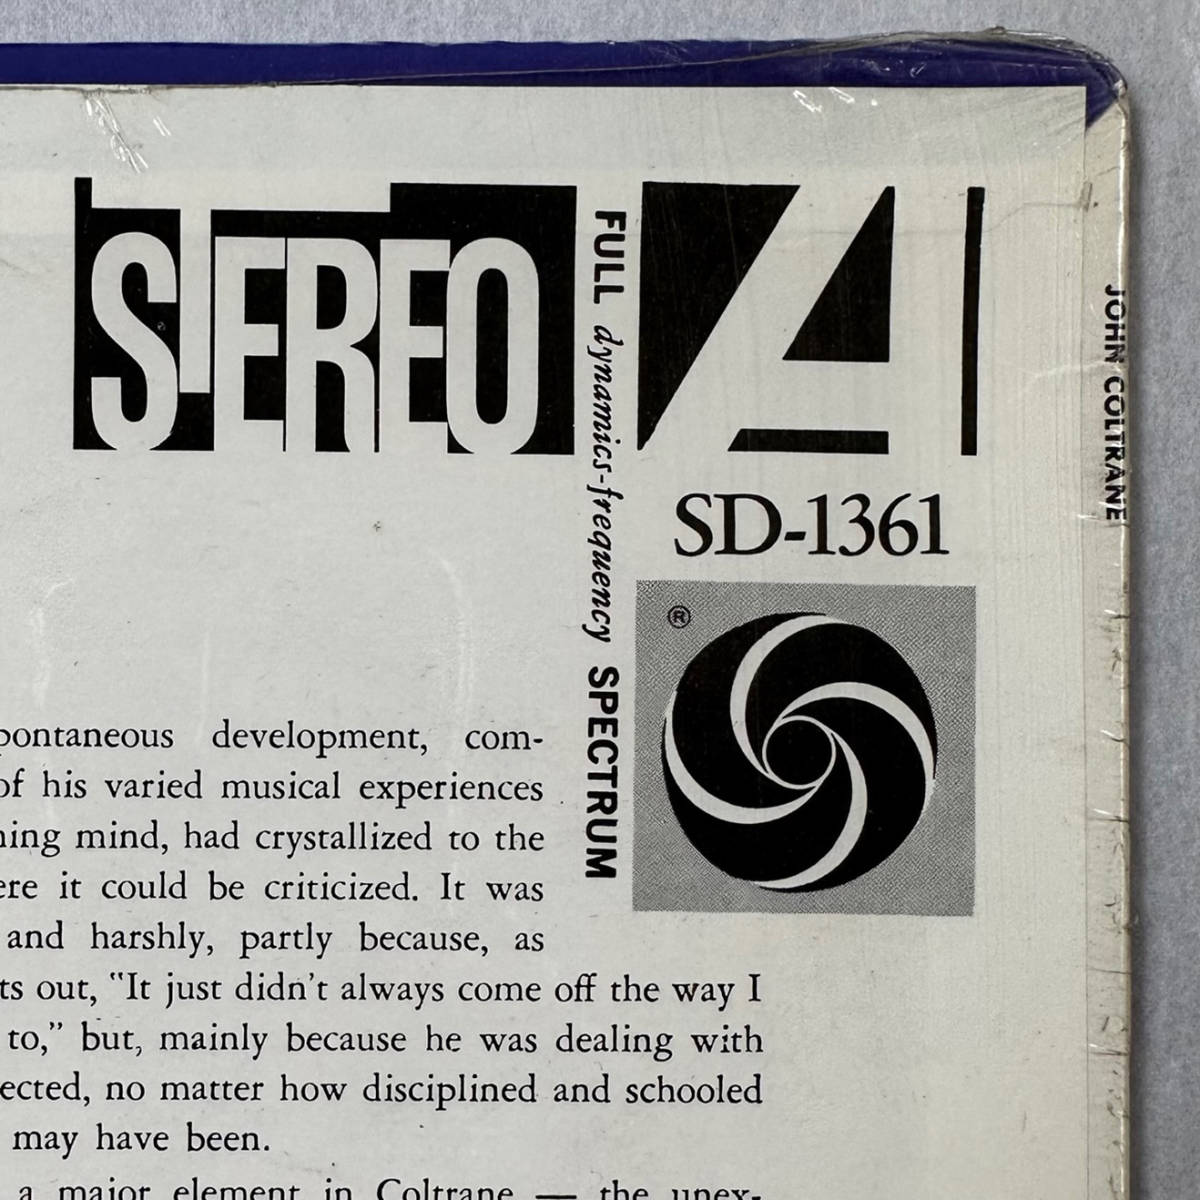 STEREO
FULL dynamics-frequency SPECTRUM
A
SD-1361
®
JOHN COLTRANE
development, com-
of his varied musical experiences
mind, had crystallized to the
it could be criticized. It was
and harshly, partly because, as
out, "It just didn't always come off the way I
to," but, mainly because he was dealing with
no matter how disciplined and schooled
may have been.
a major element in Coltrane — the unex-